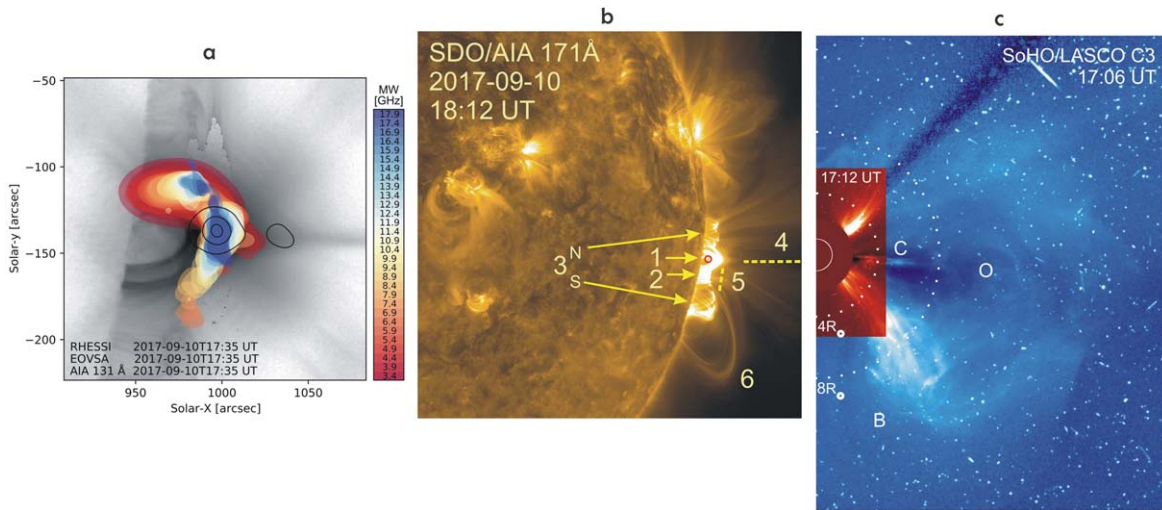 a
−50
−100
−150
−200
Solar-y [arcsec]
RHESSI 2017-09-10T17:35 UT
EOVSA 2017-09-10T17:35 UT
AIA 131 Å 2017-09-10T17:35 UT
950 1000 1050
Solar-X [arcsec]
MW
[GHz]
17.9
17.4
16.9
16.4
15.9
15.4
14.9
14.4
13.9
13.4
12.9
12.4
11.9
11.4
10.9
10.4
9.9
9.4
8.9
8.4
7.9
7.4
6.9
6.4
5.9
5.4
4.9
4.4
3.9
3.4
b
SDO/AIA 171Å
2017-09-10
18:12 UT
N
1
3
S
2
4
5
6
c
SoHO/LASCO C3
17:06 UT
17:12 UT
C
O
4R
8R
B